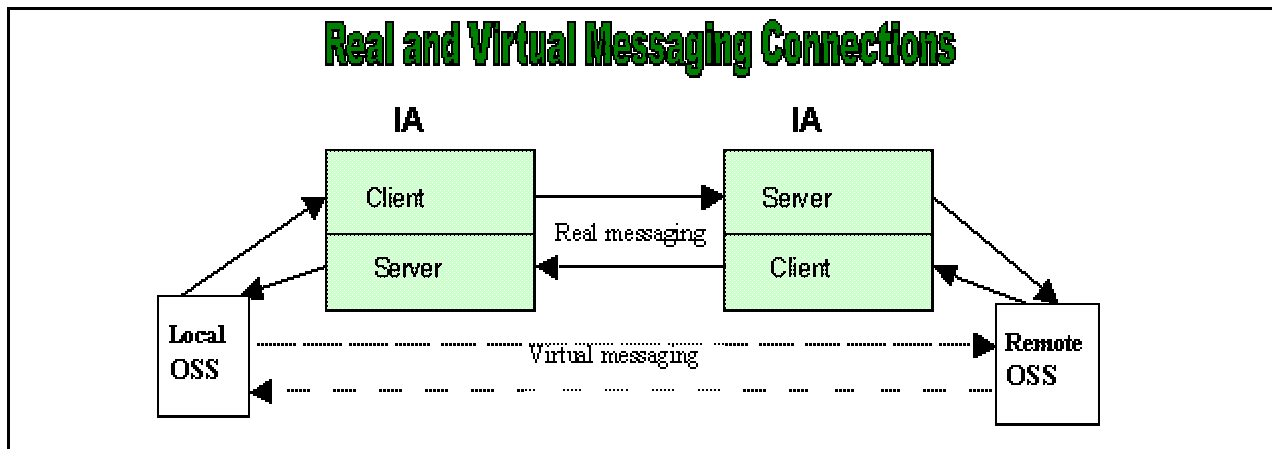 Real and Virtual Messaging Connections
IA
IA
Client
Server
Real messaging
Server
Client
Local
OSS
Virtual messaging
Remote
OSS